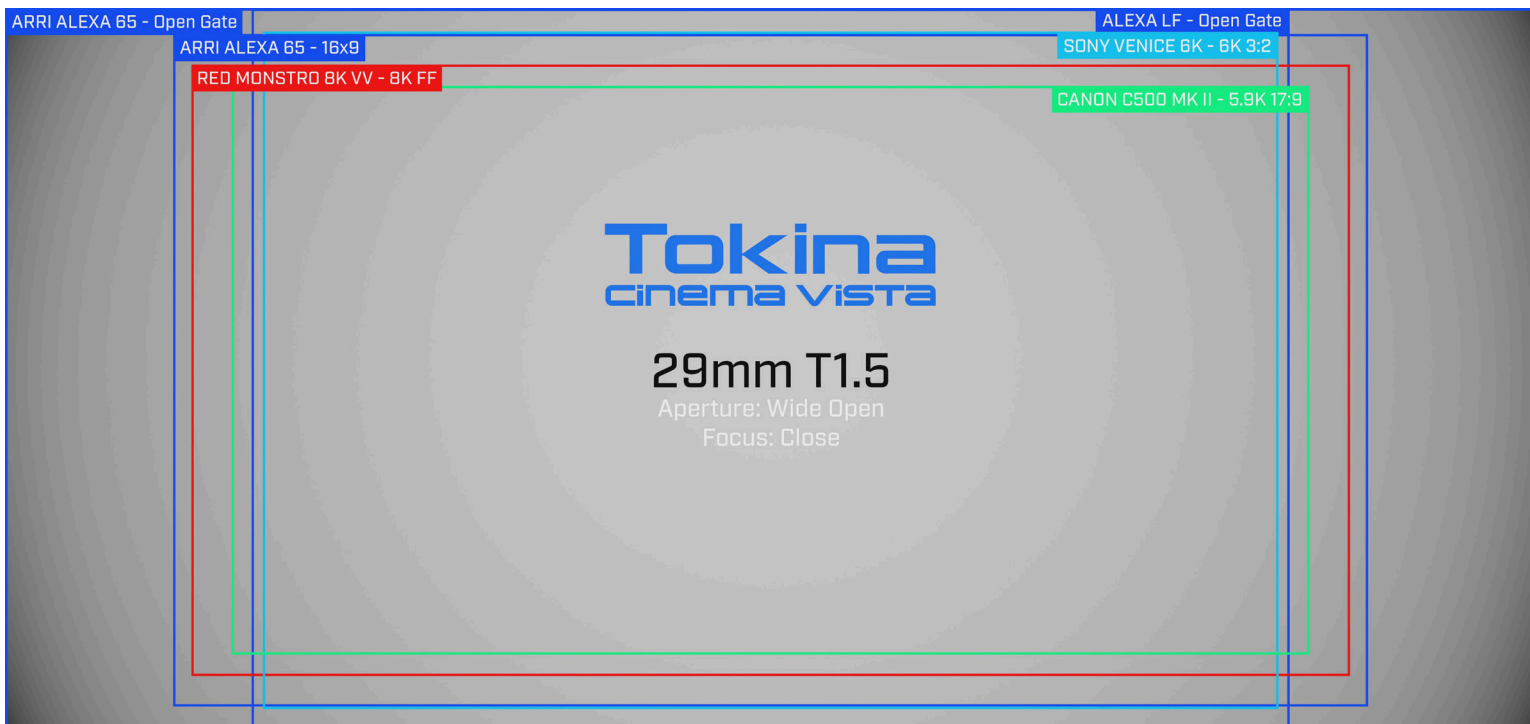 ARRI ALEXA 65 - Open Gate
ALEXA LF - Open Gate
ARRI ALEXA 65 - 16x9
SONY VENICE 6K - 6K 3:2
RED MONSTRO 8K VV - 8K FF
CANON C500 MK II - 5.9K 17:9
Tokina
cinema vista
29mm T1.5
Aperture: Wide Open
Focus: Close